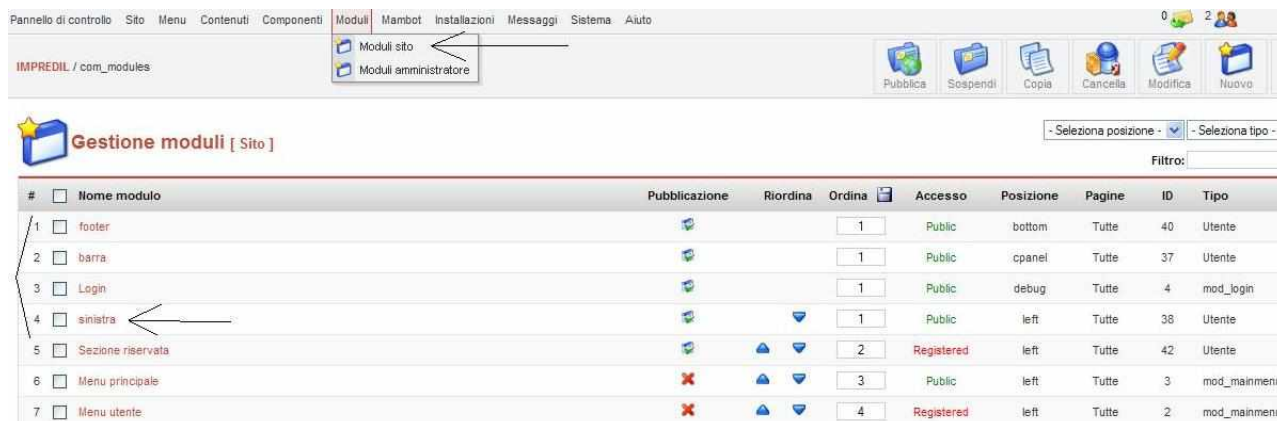 Pannello di controllo Sito Menu Contenuti Componenti Moduli Mambot Installazioni Messaggi Sistema Aiuto 0 2
Moduli sito
Moduli amministratore
IMPREDIL / com_modules
Pubblica Sospendi Copia Cancella Modifica Nuovo
Gestione moduli [ Sito ]
- Seleziona posizione - - Seleziona tipo -
Filtro:
# Nome modulo Pubblicazione Riordina Ordina Accesso Posizione Pagine ID Tipo
1 footer 1 Public bottom Tutte 40 Utente
2 barra 1 Public cpanel Tutte 37 Utente
3 Login 1 Public debug Tutte 4 mod_login
4 sinistra 1 Public left Tutte 38 Utente
5 Sezione riservata 2 Registered left Tutte 42 Utente
6 Menu principale 3 Public left Tutte 3 mod_mainmen
7 Menu utente 4 Registered left Tutte 2 mod_mainmen